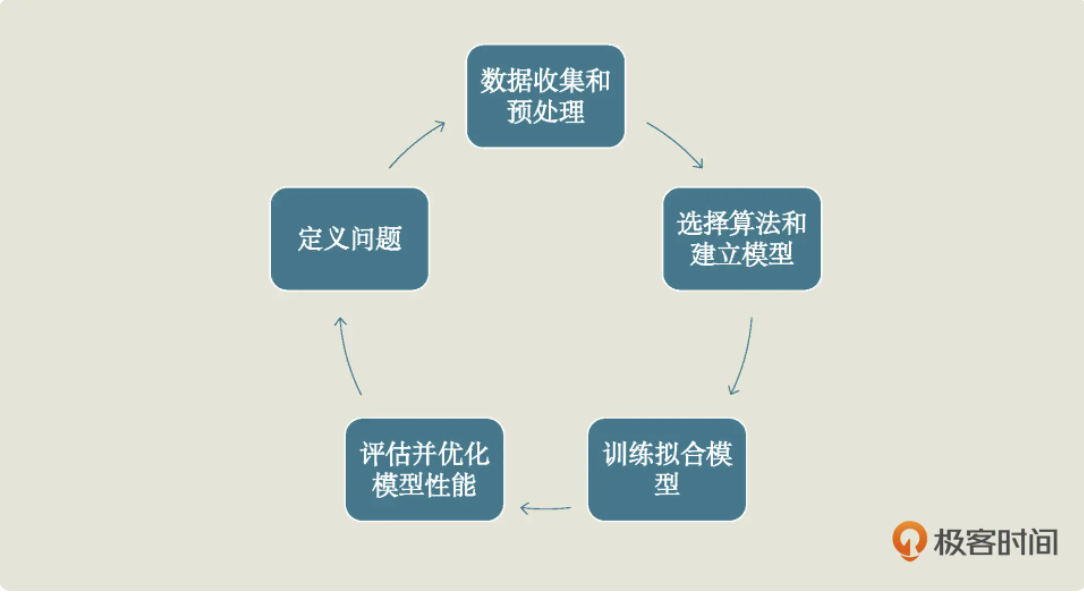 数据收集和
预处理
选择算法和
建立模型
训练拟合模
型
评估并优化
模型性能
定义问题
极客时间